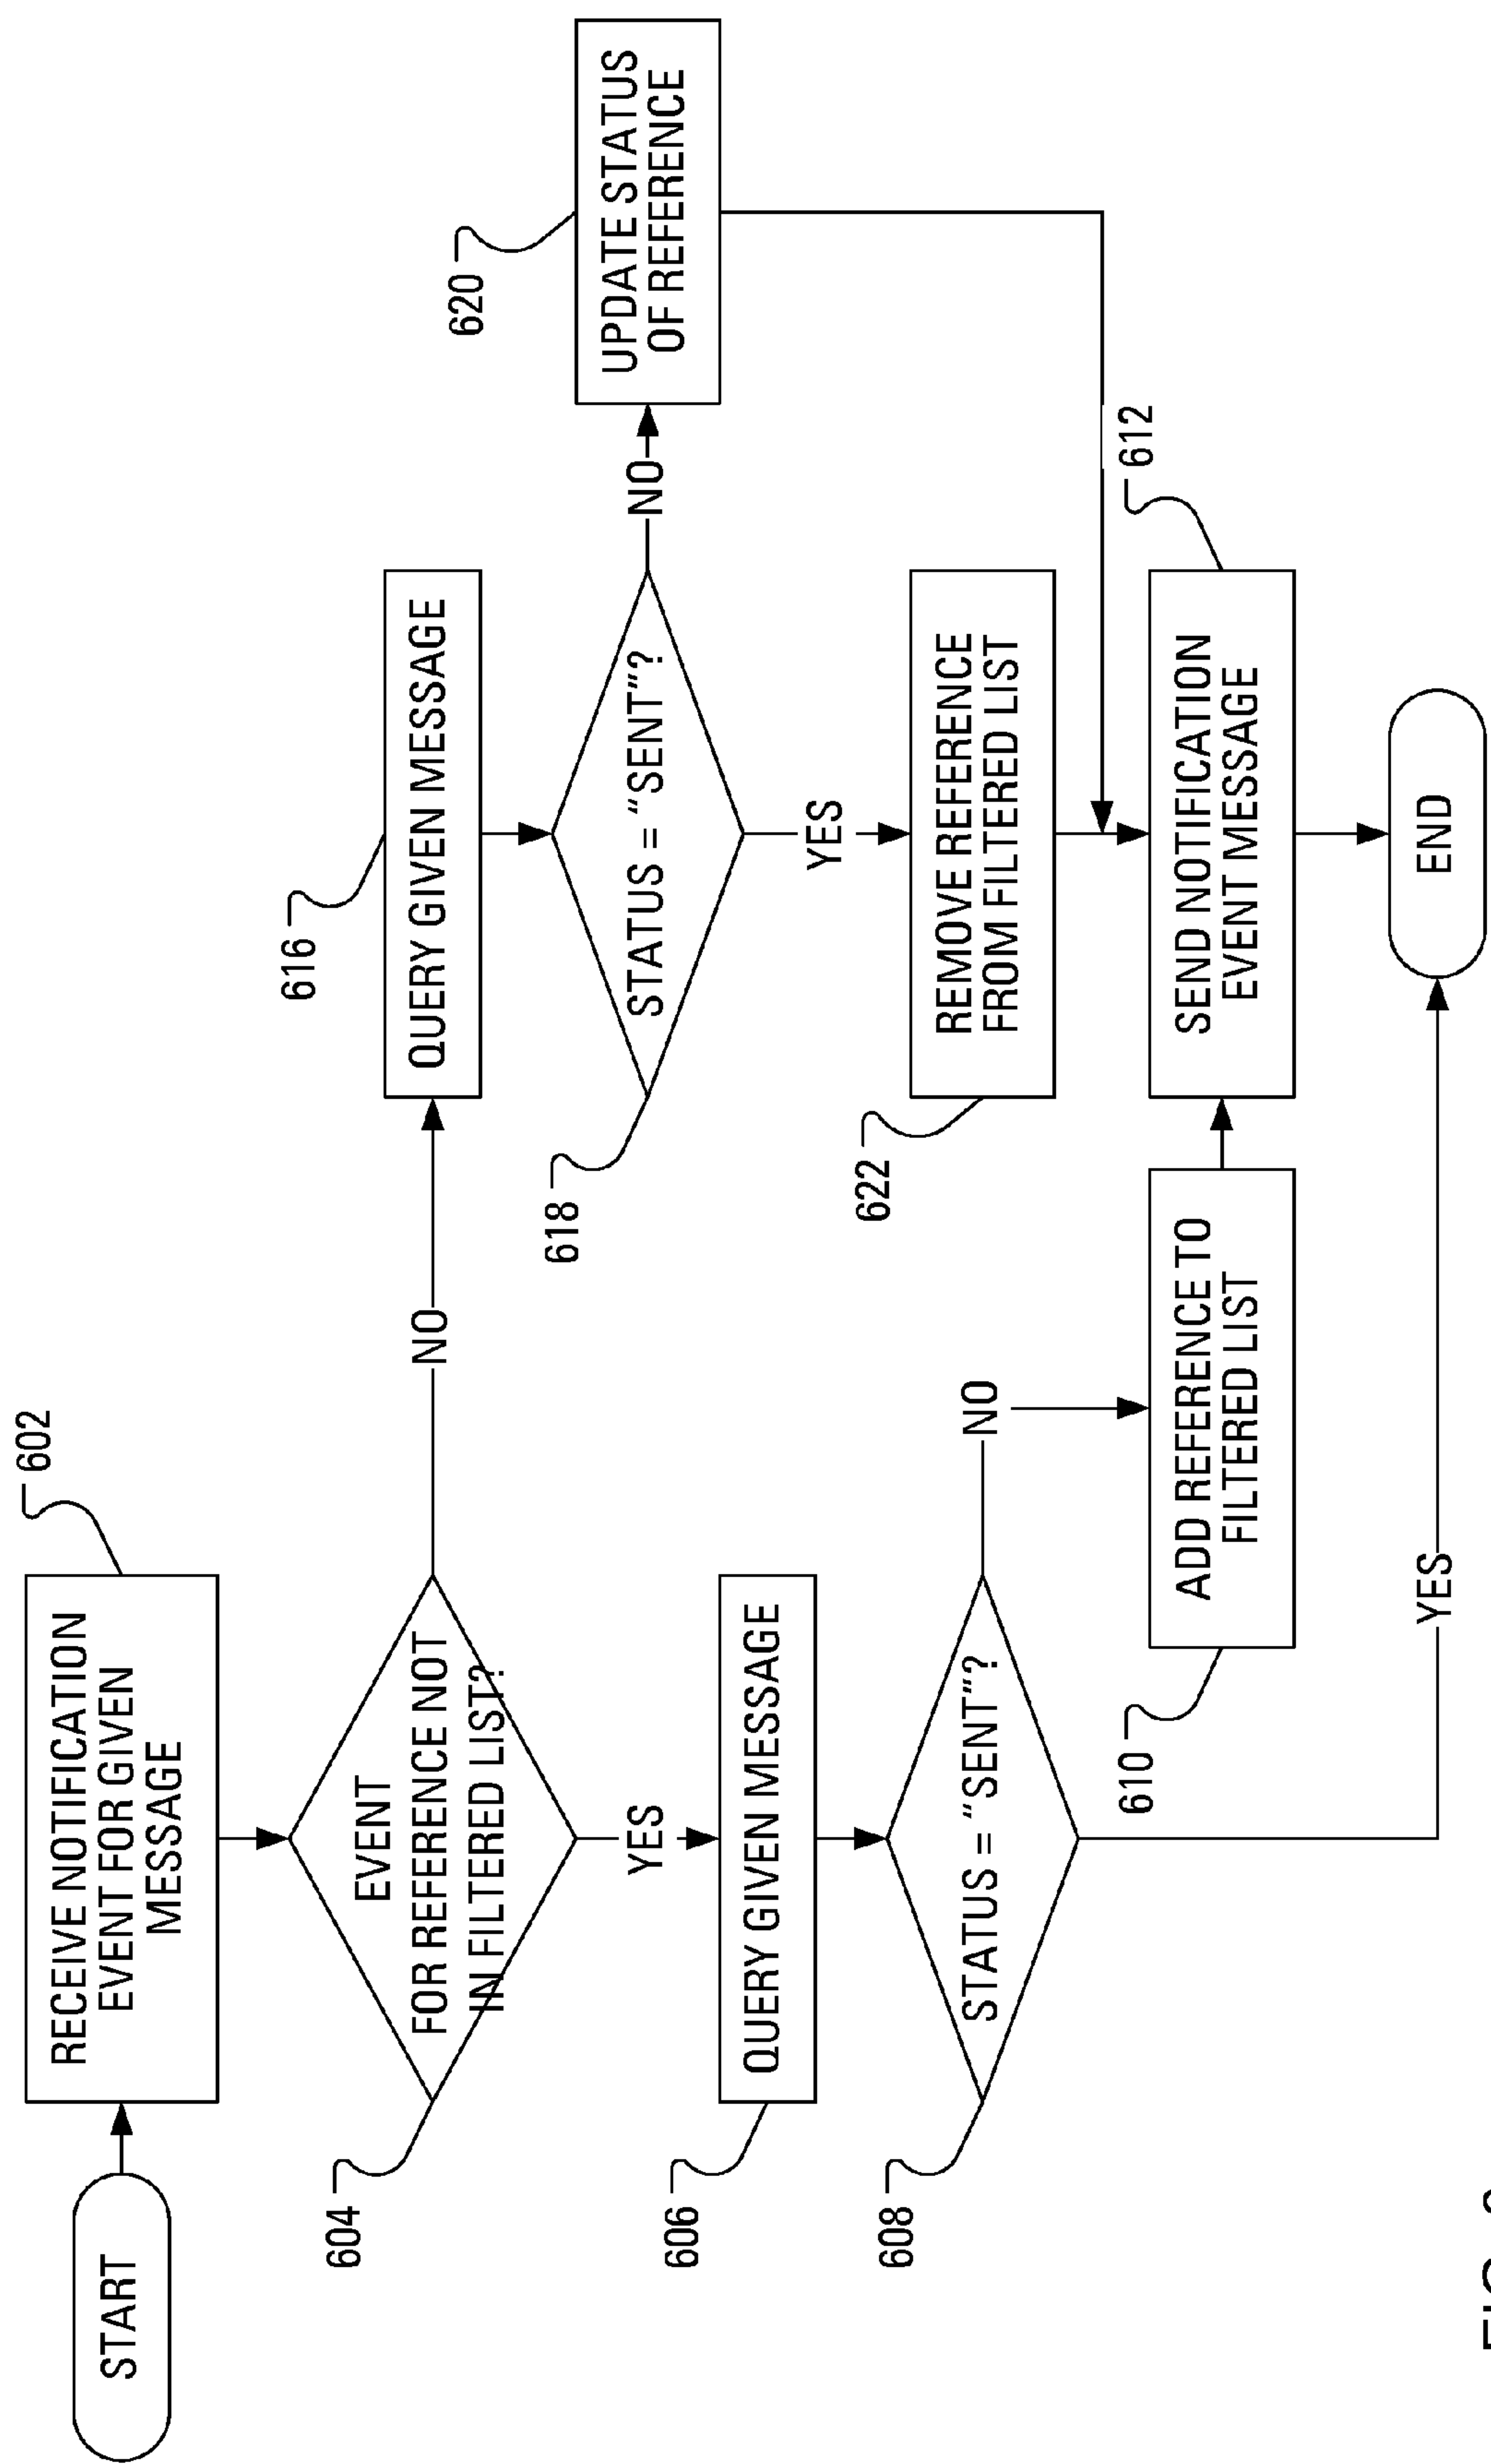 START
RECEIVE NOTIFICATION
EVENT FOR GIVEN
MESSAGE
602
EVENT
FOR REFERENCE NOT
IN FILTERED LIST?
604
NO
YES
QUERY GIVEN MESSAGE
606
STATUS = “SENT”?
608
NO
YES
ADD REFERENCE TO
FILTERED LIST
610
QUERY GIVEN MESSAGE
616
STATUS = “SENT”?
618
NO
YES
UPDATE STATUS
OF REFERENCE
620
REMOVE REFERENCE
FROM FILTERED LIST
622
SEND NOTIFICATION
EVENT MESSAGE
612
END
FIG.